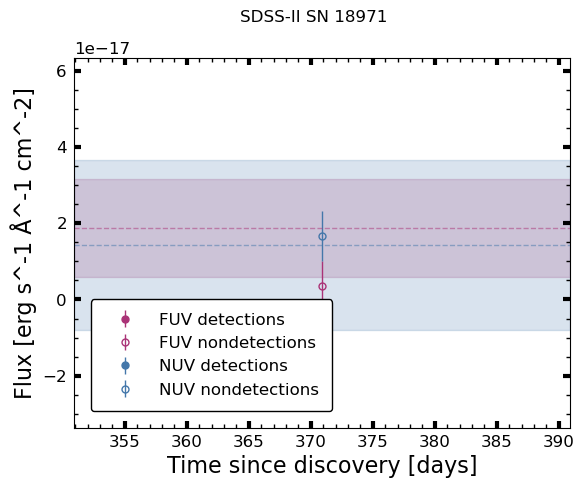 SDSS-II SN 18971
1e−17
6
4
2
0
−2
Flux [erg s^-1 Å^-1 cm^-2]
FUV detections
FUV nondetections
NUV detections
NUV nondetections
355 360 365 370 375 380 385 390
Time since discovery [days]